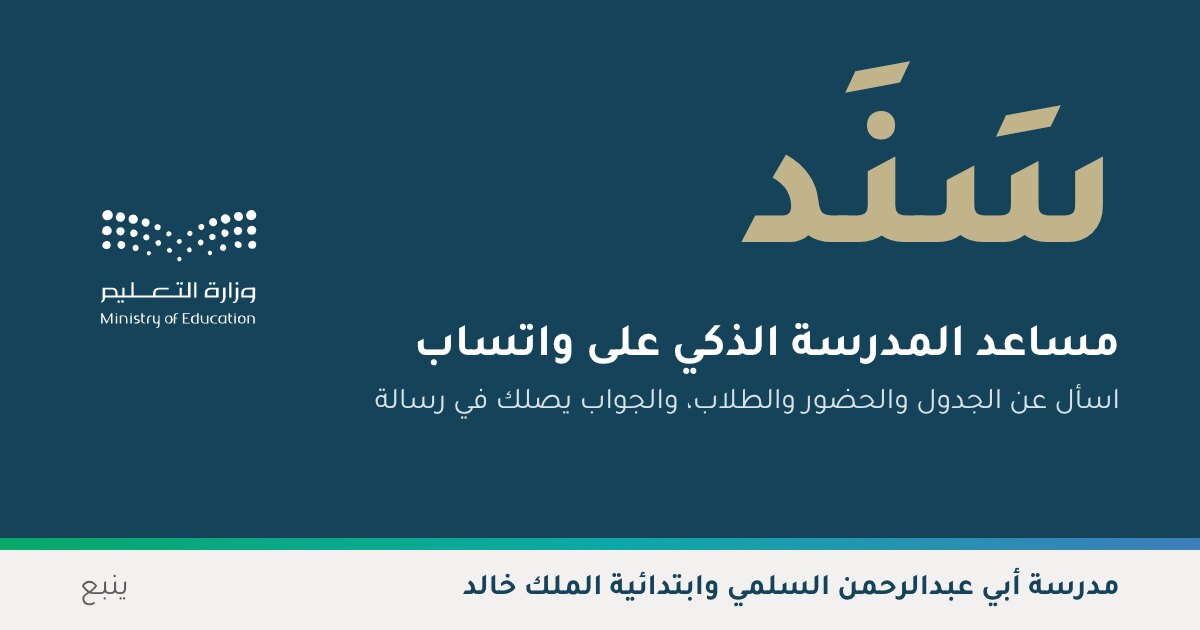 سَنَد
وزارة التعليم
Ministry of Education
مساعد المدرسة الذكي على واتساب
اسأل عن الجدول والحضور والطلاب، والجواب يصلك في رسالة
مدرسة أبي عبدالرحمن السلمي وابتدائية الملك خالد
ينبع